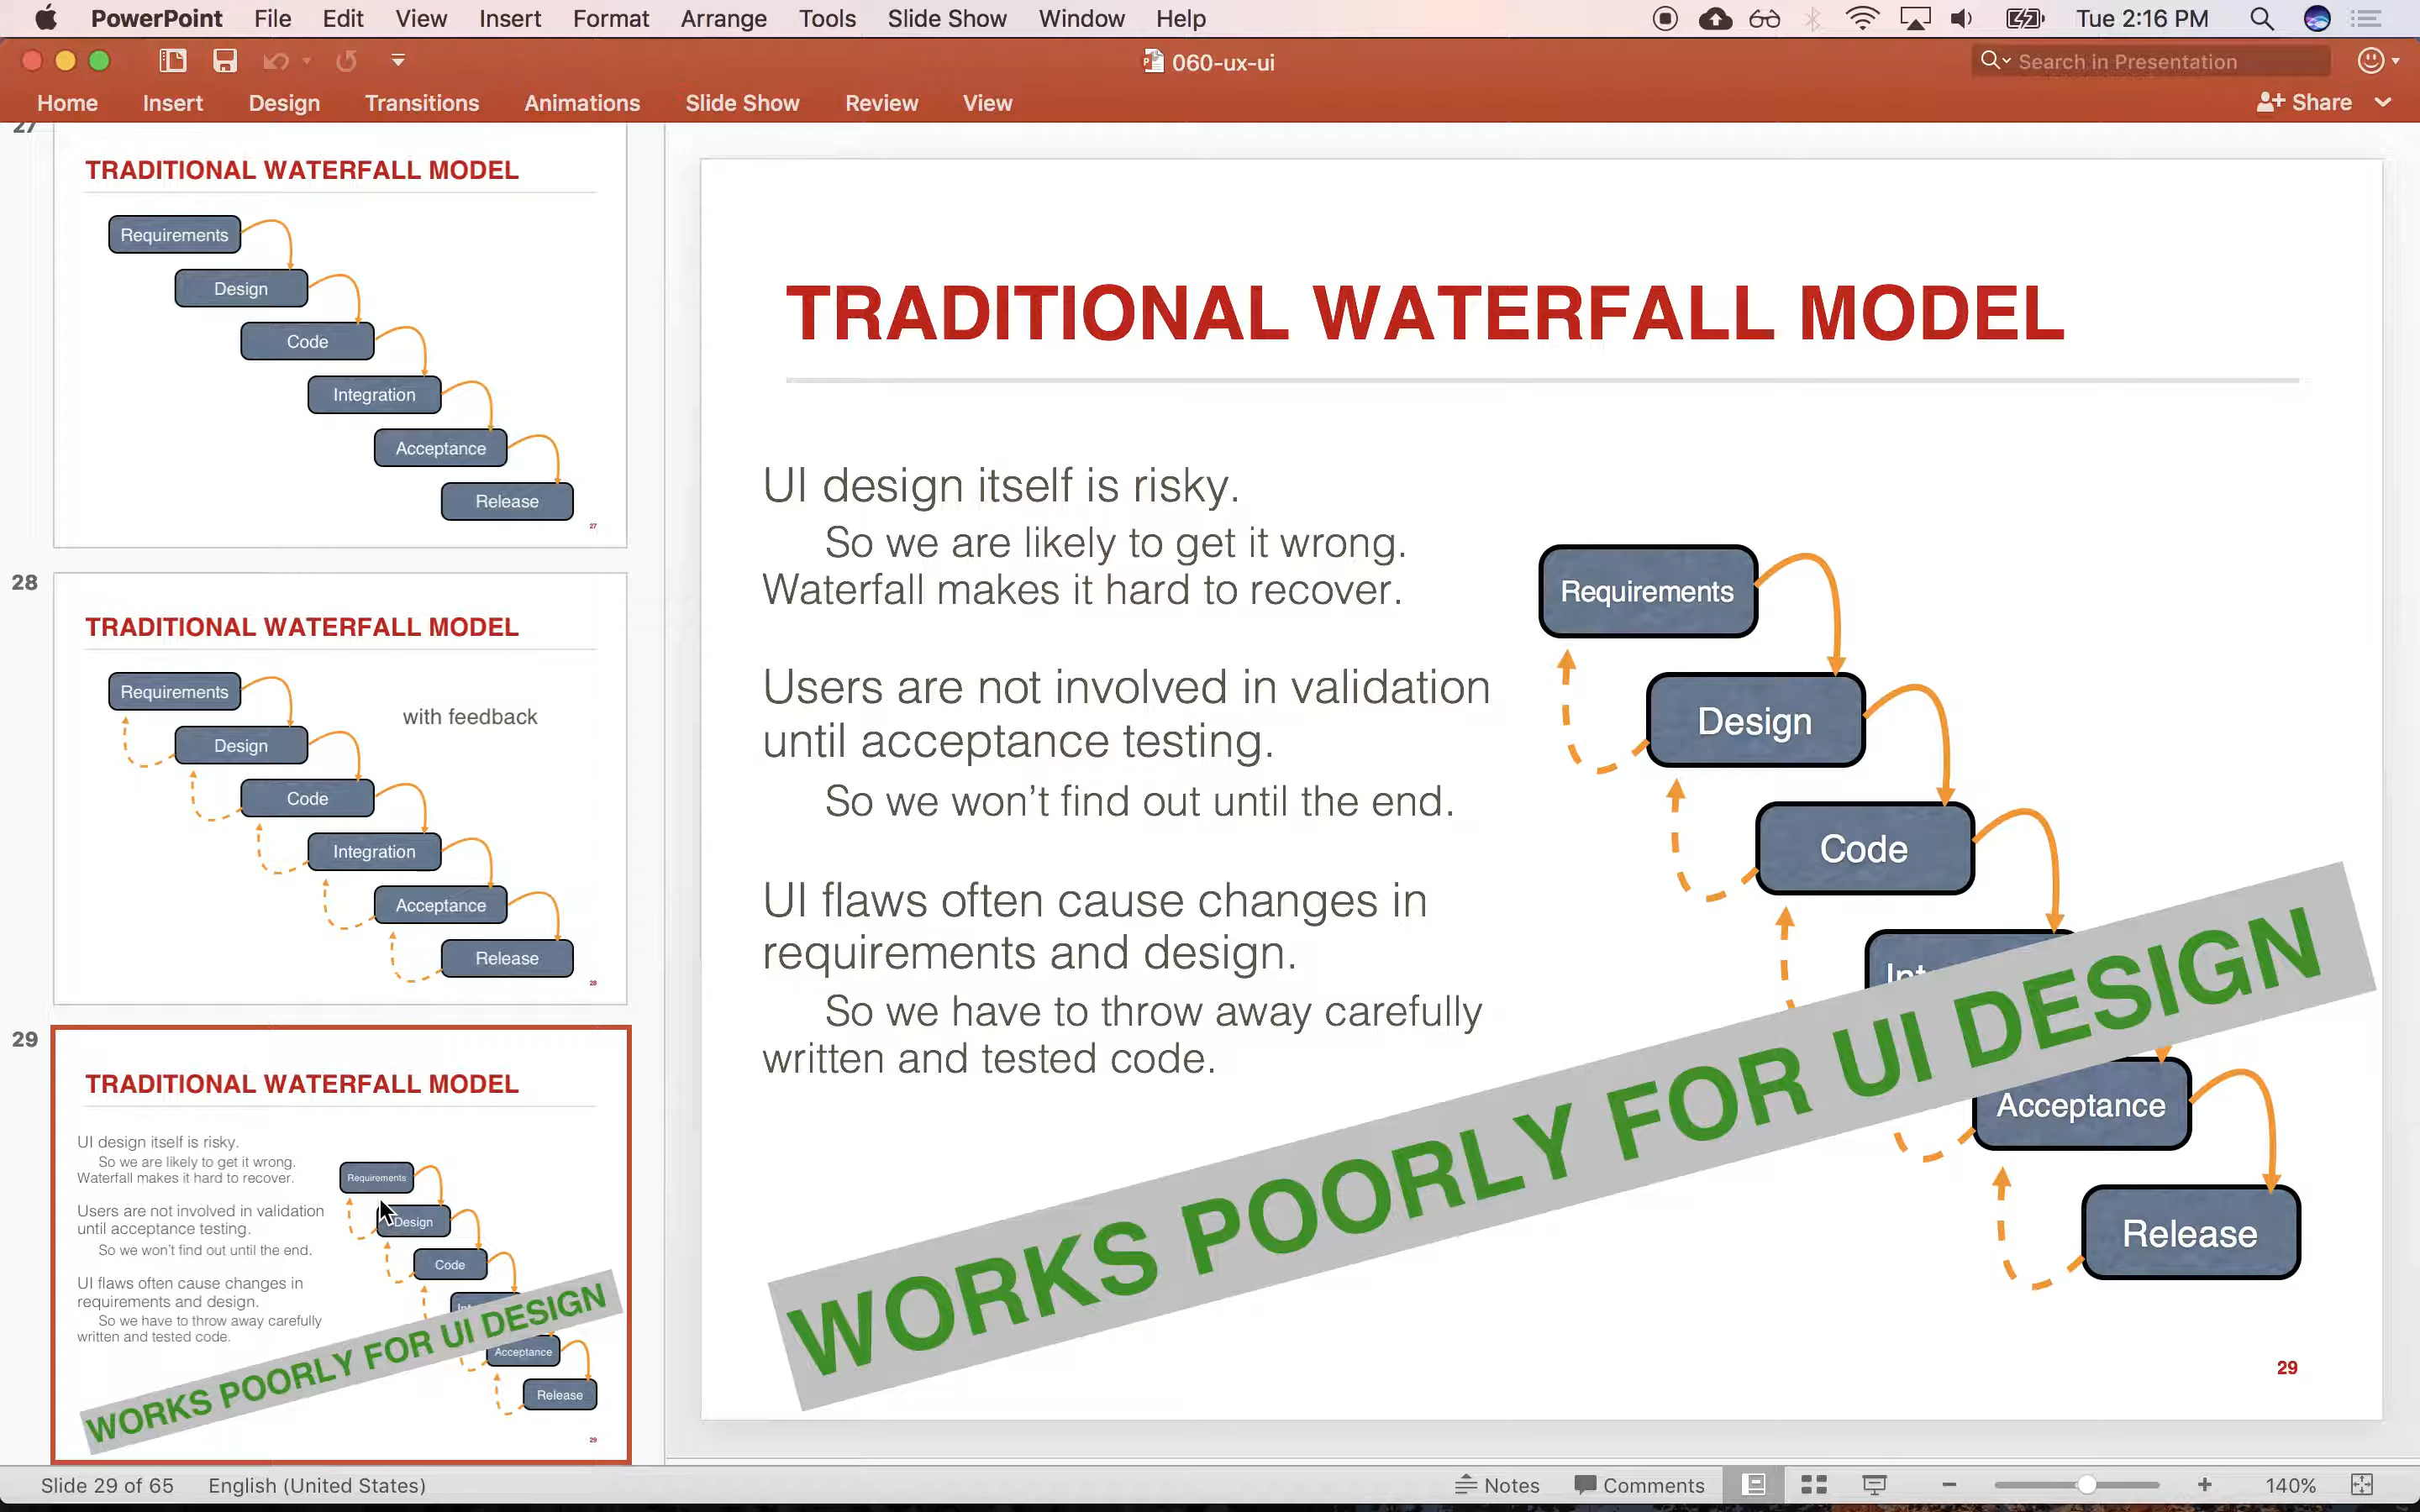 PowerPoint File Edit View Insert Format Arrange Tools Slide Show Window Help Tue 2:16 PM
060-ux-ui
Search in Presentation
Home Insert Design Transitions Animations Slide Show Review View Share
27
TRADITIONAL WATERFALL MODEL
Requirements
Design
Code
Integration
Acceptance
Release
27
28
TRADITIONAL WATERFALL MODEL
Requirements
with feedback
Design
Code
Integration
Acceptance
Release
28
29
TRADITIONAL WATERFALL MODEL
UI design itself is risky.
So we are likely to get it wrong.
Waterfall makes it hard to recover.
Users are not involved in validation
until acceptance testing.
So we won't find out until the end.
UI flaws often cause changes in
requirements and design.
So we have to throw away carefully
written and tested code.
Requirements
Design
Code
Acceptance
Release
WORKS POORLY FOR UI DESIGN
29
TRADITIONAL WATERFALL MODEL
UI design itself is risky.
So we are likely to get it wrong.
Waterfall makes it hard to recover.
Users are not involved in validation
until acceptance testing.
So we won’t find out until the end.
UI flaws often cause changes in
requirements and design.
So we have to throw away carefully
written and tested code.
Requirements
Design
Code
Acceptance
Release
WORKS POORLY FOR UI DESIGN
29
Slide 29 of 65 English (United States) Notes Comments 140%